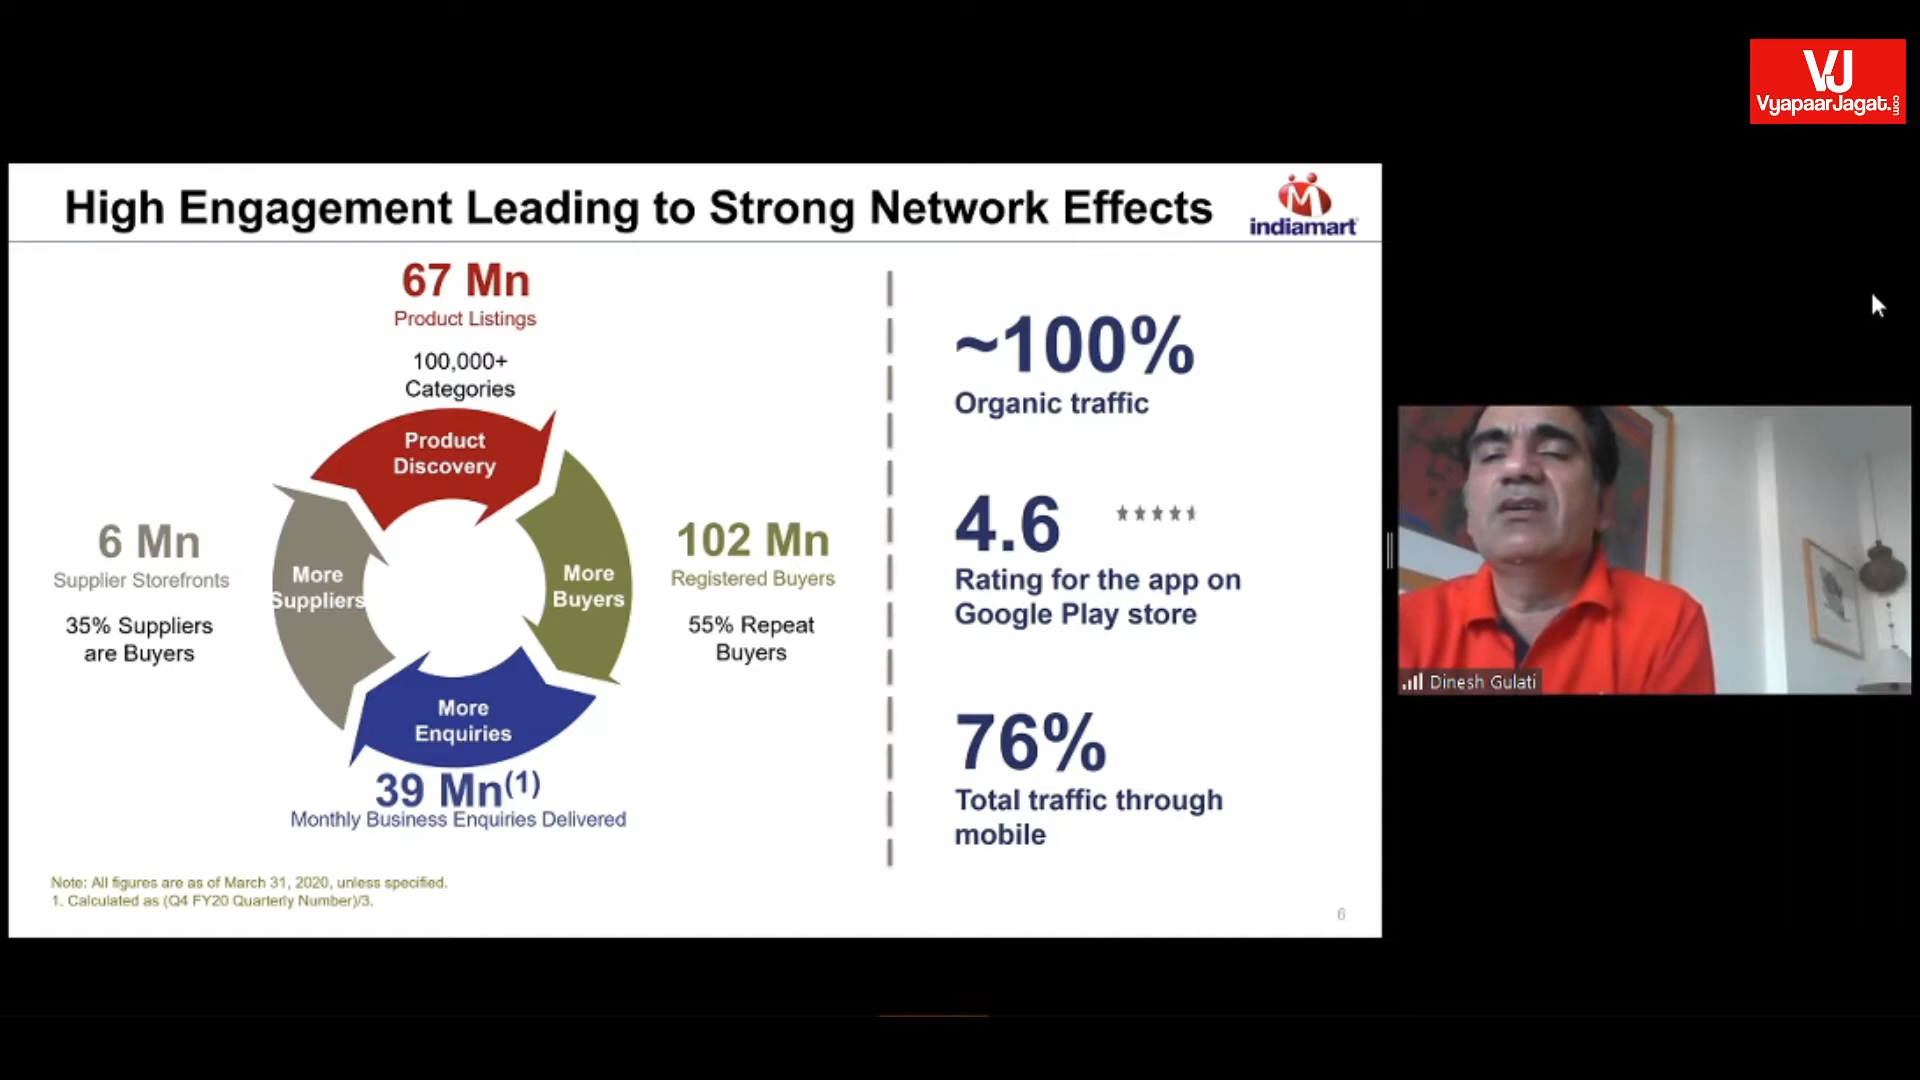 VJ
VyapaarJagat.com
High Engagement Leading to Strong Network Effects
indiamart
67 Mn
Product Listings
100,000+
Categories
Product
Discovery
6 Mn
Supplier Storefronts
35% Suppliers
are Buyers
More
Suppliers
More
Buyers
102 Mn
Registered Buyers
55% Repeat
Buyers
More
Enquiries
39 Mn(1)
Monthly Business Enquiries Delivered
~100%
Organic traffic
4.6
Rating for the app on
Google Play store
76%
Total traffic through
mobile
Note: All figures are as of March 31, 2020, unless specified.
1. Calculated as (Q4 FY20 Quarterly Number)/3.
6
Dinesh Gulati